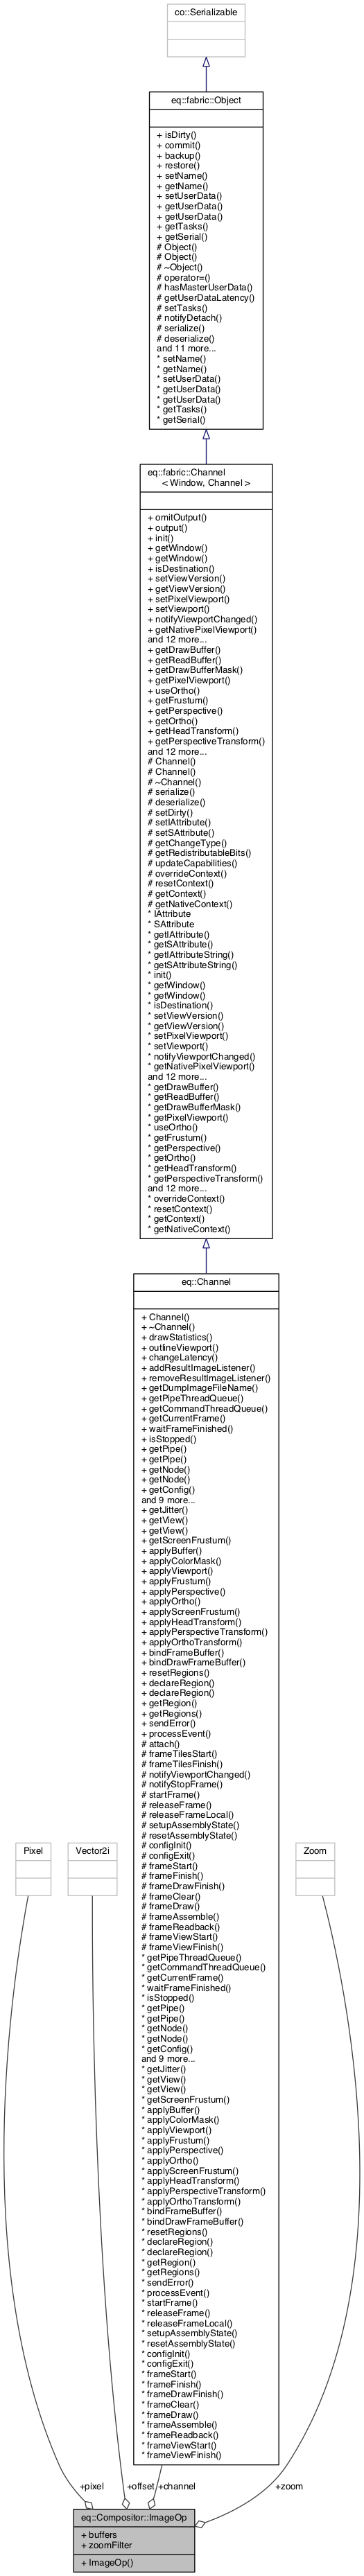 co::Serializable
eq::fabric::Object
+ isDirty()
+ commit()
+ backup()
+ restore()
+ setName()
+ getName()
+ setUserData()
+ getUserData()
+ getUserData()
+ getTasks()
+ getSerial()
# Object()
# Object()
# ~Object()
# operator=()
# hasMasterUserData()
# getUserDataLatency()
# setTasks()
# notifyDetach()
# serialize()
# deserialize()
and 11 more...
* setName()
* getName()
* setUserData()
* getUserData()
* getUserData()
* getTasks()
* getSerial()
eq::fabric::Channel
< Window, Channel >
+ omitOutput()
+ output()
+ init()
+ getWindow()
+ getWindow()
+ isDestination()
+ setViewVersion()
+ getViewVersion()
+ setPixelViewport()
+ setViewport()
+ notifyViewportChanged()
+ getNativePixelViewport()
and 12 more...
+ getDrawBuffer()
+ getReadBuffer()
+ getDrawBufferMask()
+ getPixelViewport()
+ useOrtho()
+ getFrustum()
+ getPerspective()
+ getOrtho()
+ getHeadTransform()
+ getPerspectiveTransform()
and 12 more...
# Channel()
# Channel()
# ~Channel()
# serialize()
# deserialize()
# setDirty()
# setIAttribute()
# setSAttribute()
# getChangeType()
# getRedistributableBits()
# updateCapabilities()
# overrideContext()
# resetContext()
# getContext()
# getNativeContext()
* IAttribute
* SAttribute
* getIAttribute()
* getSAttribute()
* getIAttributeString()
* getSAttributeString()
* init()
* getWindow()
* getWindow()
* isDestination()
* setViewVersion()
* getViewVersion()
* setPixelViewport()
* setViewport()
* notifyViewportChanged()
* getNativePixelViewport()
and 12 more...
* getDrawBuffer()
* getReadBuffer()
* getDrawBufferMask()
* getPixelViewport()
* useOrtho()
* getFrustum()
* getPerspective()
* getOrtho()
* getHeadTransform()
* getPerspectiveTransform()
and 12 more...
* overrideContext()
* resetContext()
* getContext()
* getNativeContext()
eq::Channel
+ Channel()
+ ~Channel()
+ drawStatistics()
+ outlineViewport()
+ changeLatency()
+ addResultImageListener()
+ removeResultImageListener()
+ getDumpImageFileName()
+ getPipeThreadQueue()
+ getCommandThreadQueue()
+ getCurrentFrame()
+ waitFrameFinished()
+ isStopped()
+ getPipe()
+ getPipe()
+ getNode()
+ getNode()
+ getConfig()
and 9 more...
+ getJitter()
+ getView()
+ getView()
+ getScreenFrustum()
+ applyBuffer()
+ applyColorMask()
+ applyViewport()
+ applyFrustum()
+ applyPerspective()
+ applyOrtho()
+ applyScreenFrustum()
+ applyHeadTransform()
+ applyPerspectiveTransform()
+ applyOrthoTransform()
+ bindFrameBuffer()
+ bindDrawFrameBuffer()
+ resetRegions()
+ declareRegion()
+ declareRegion()
+ getRegion()
+ getRegions()
+ sendError()
+ processEvent()
# attach()
# frameTilesStart()
# frameTilesFinish()
# notifyViewportChanged()
# notifyStopFrame()
# startFrame()
# releaseFrame()
# releaseFrameLocal()
# setupAssemblyState()
# resetAssemblyState()
# configInit()
# configExit()
# frameStart()
# frameFinish()
# frameDrawFinish()
# frameClear()
# frameDraw()
# frameAssemble()
# frameReadback()
# frameViewStart()
# frameViewFinish()
* getPipeThreadQueue()
* getCommandThreadQueue()
* getCurrentFrame()
* waitFrameFinished()
* isStopped()
* getPipe()
* getPipe()
* getNode()
* getNode()
* getConfig()
and 9 more...
* getJitter()
* getView()
* getView()
* getScreenFrustum()
* applyBuffer()
* applyColorMask()
* applyViewport()
* applyFrustum()
* applyPerspective()
* applyOrtho()
* applyScreenFrustum()
* applyHeadTransform()
* applyPerspectiveTransform()
* applyOrthoTransform()
* bindFrameBuffer()
* bindDrawFrameBuffer()
* resetRegions()
* declareRegion()
* declareRegion()
* getRegion()
* getRegions()
* sendError()
* processEvent()
* startFrame()
* releaseFrame()
* releaseFrameLocal()
* setupAssemblyState()
* resetAssemblyState()
* configInit()
* configExit()
* frameStart()
* frameFinish()
* frameDrawFinish()
* frameClear()
* frameDraw()
* frameAssemble()
* frameReadback()
* frameViewStart()
* frameViewFinish()
Pixel
Vector2i
Zoom
+pixel
+offset
+channel
+zoom
eq::Compositor::ImageOp
+ buffers
+ zoomFilter
+ ImageOp()